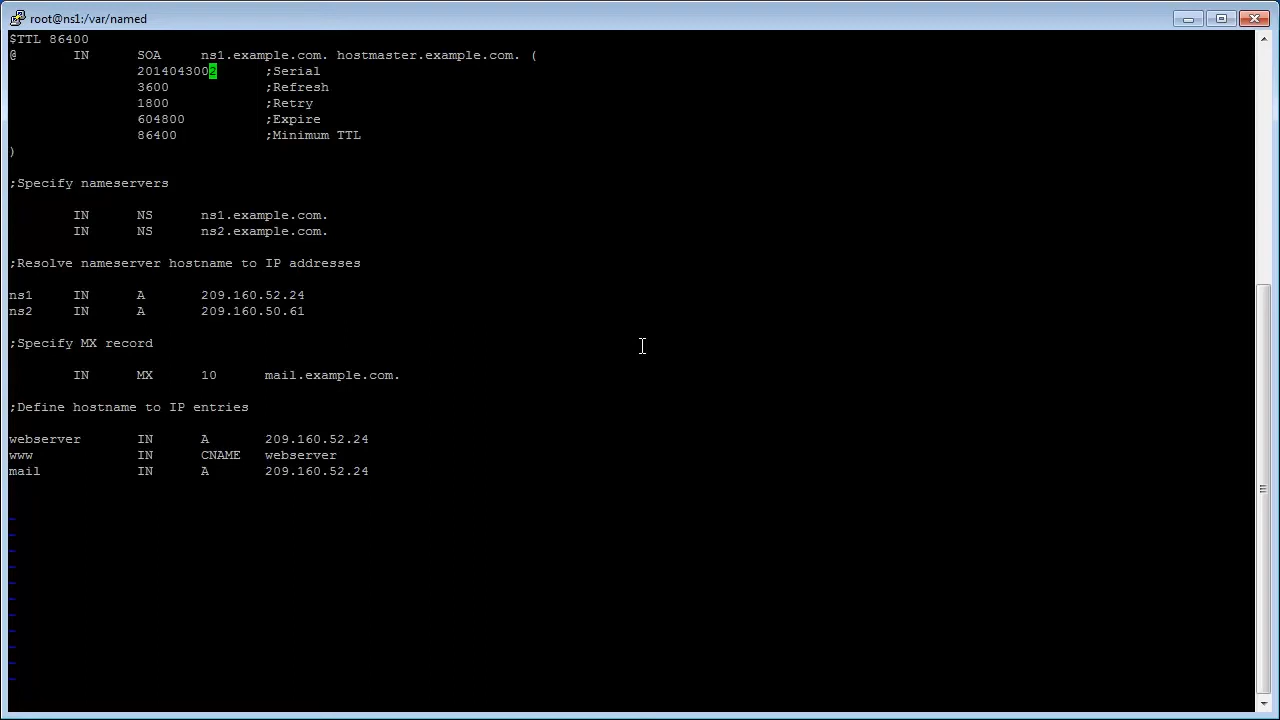 root@ns1:/var/named
$TTL 86400
@ IN SOA ns1.example.com. hostmaster.example.com. (
2014043002 ;Serial
3600 ;Refresh
1800 ;Retry
604800 ;Expire
86400 ;Minimum TTL
)
;Specify nameservers
IN NS ns1.example.com.
IN NS ns2.example.com.
;Resolve nameserver hostname to IP addresses
ns1 IN A 209.160.52.24
ns2 IN A 209.160.50.61
;Specify MX record
IN MX 10 mail.example.com.
;Define hostname to IP entries
webserver IN A 209.160.52.24
www IN CNAME webserver
mail IN A 209.160.52.24
~
~
~
~
~
~
~
~
~
~
~